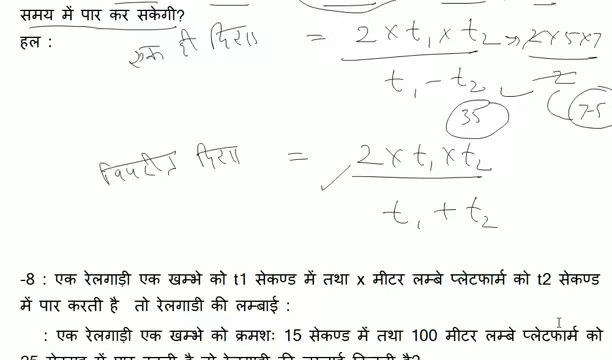 समय में पार कर सकेगी?
हल :
एक ही दिशा = 2 × t₁ × t₂ → 2×5×7
t₁ - t₂ 2
35 7-5
विपरीत दिशा = 2 × t₁ × t₂
t₁ + t₂
-8 : एक रेलगाड़ी एक खम्भे को t1 सेकण्ड में तथा x मीटर लम्बे प्लेटफार्म को t2 सेकण्ड
में पार करती है तो रेलगाडी की लम्बाई :
: एक रेलगाड़ी एक खम्भे को क्रमशः 15 सेकण्ड में तथा 100 मीटर लम्बे प्लेटफ़ार्म को